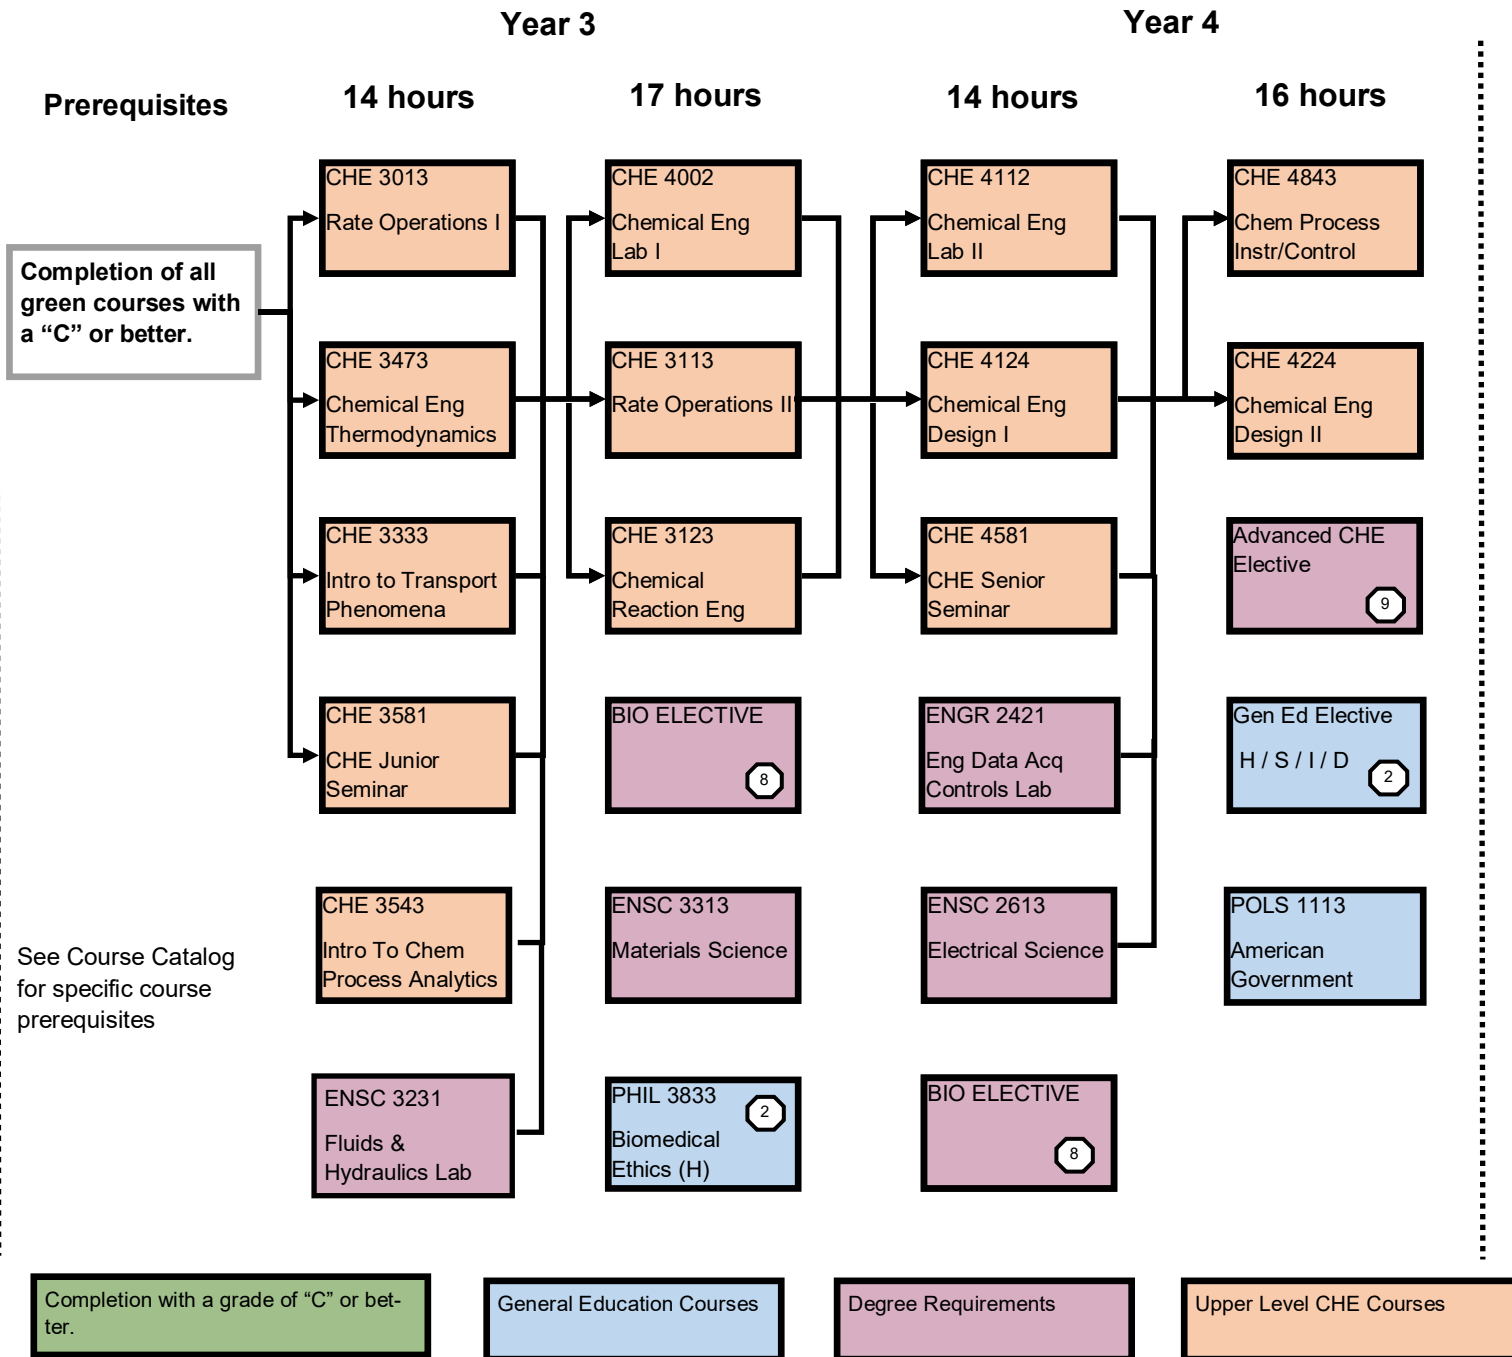 Year 3
Year 4
Prerequisites
14 hours
17 hours
14 hours
16 hours
Completion of all
green courses with
a “C” or better.
CHE 3013
Rate Operations I
CHE 4002
Chemical Eng
Lab I
CHE 4112
Chemical Eng
Lab II
CHE 4843
Chem Process
Instr/Control
CHE 3473
Chemical Eng
Thermodynamics
CHE 3113
Rate Operations II
CHE 4124
Chemical Eng
Design I
CHE 4224
Chemical Eng
Design II
CHE 3333
Intro to Transport
Phenomena
CHE 3123
Chemical
Reaction Eng
CHE 4581
CHE Senior
Seminar
Advanced CHE
Elective
9
CHE 3581
CHE Junior
Seminar
BIO ELECTIVE
8
ENGR 2421
Eng Data Acq
Controls Lab
Gen Ed Elective
H / S / I / D
2
See Course Catalog
for specific course
prerequisites
CHE 3543
Intro To Chem
Process Analytics
ENSC 3313
Materials Science
ENSC 2613
Electrical Science
POLS 1113
American
Government
ENSC 3231
Fluids &
Hydraulics Lab
PHIL 3833
2
Biomedical
Ethics (H)
BIO ELECTIVE
8
Completion with a grade of “C” or bet-
ter.
General Education Courses
Degree Requirements
Upper Level CHE Courses